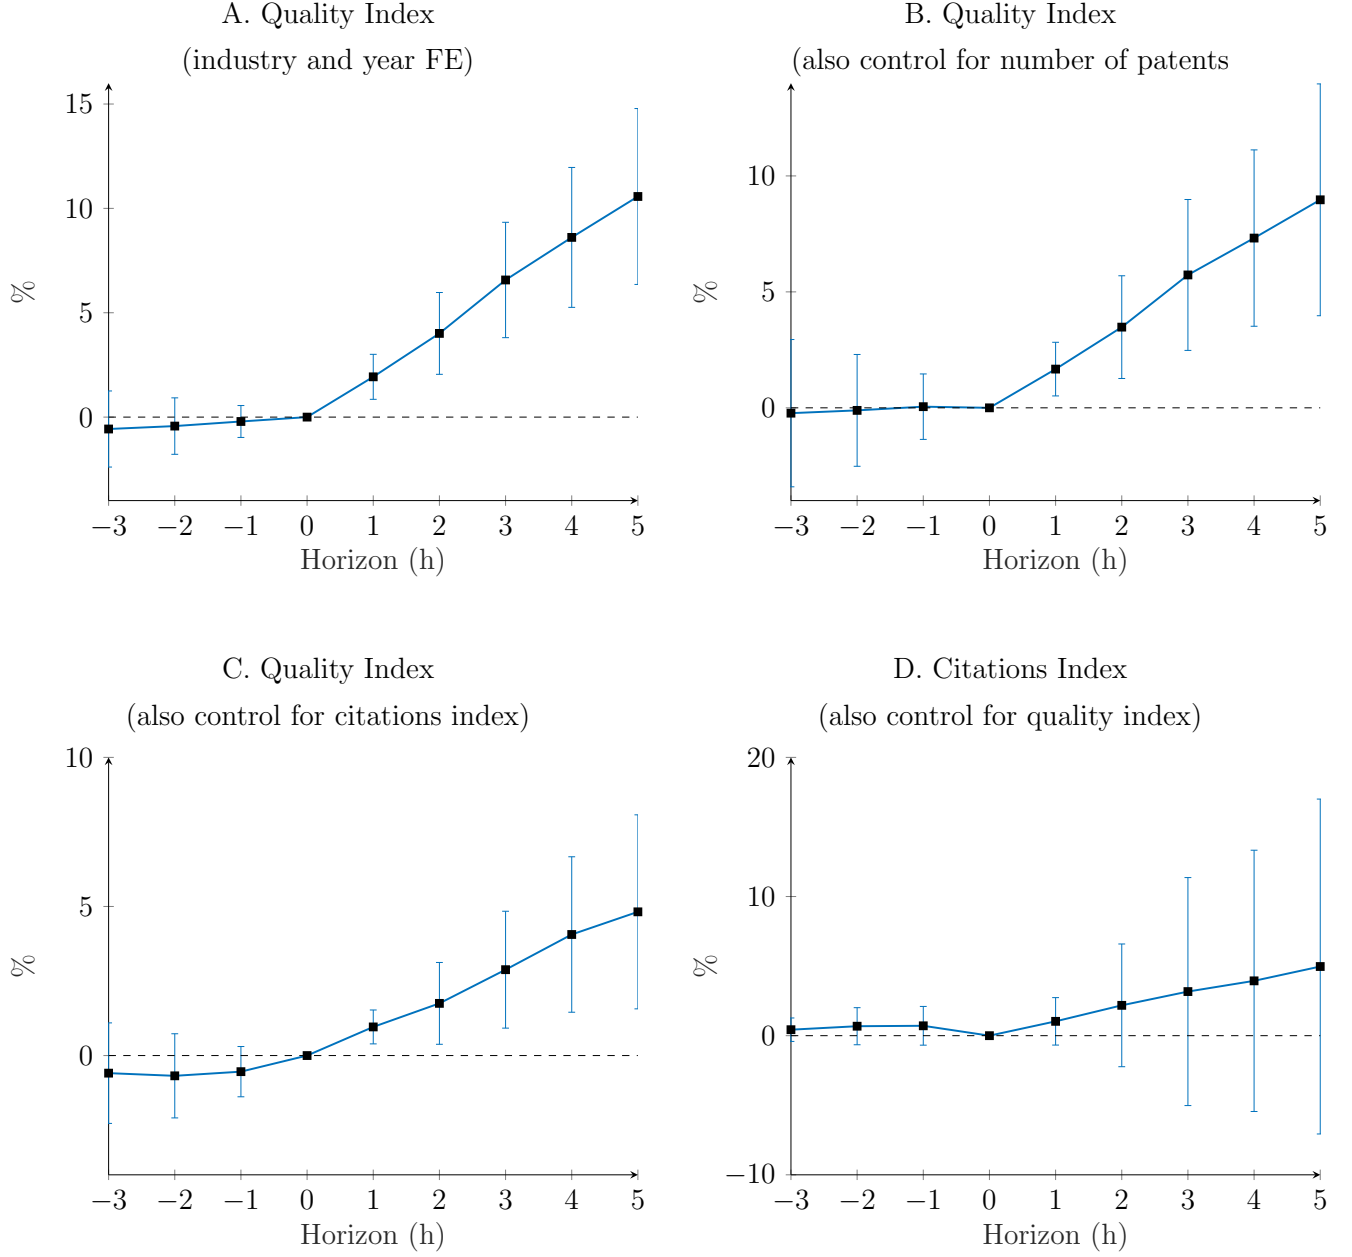 A. Quality Index
(industry and year FE)
15
10
5
0
%
−3 −2 −1 0 1 2 3 4 5
Horizon (h)
B. Quality Index
(also control for number of patents
10
5
0
%
−3 −2 −1 0 1 2 3 4 5
Horizon (h)
C. Quality Index
(also control for citations index)
10
5
0
%
−3 −2 −1 0 1 2 3 4 5
Horizon (h)
D. Citations Index
(also control for quality index)
20
10
0
−10
%
−3 −2 −1 0 1 2 3 4 5
Horizon (h)